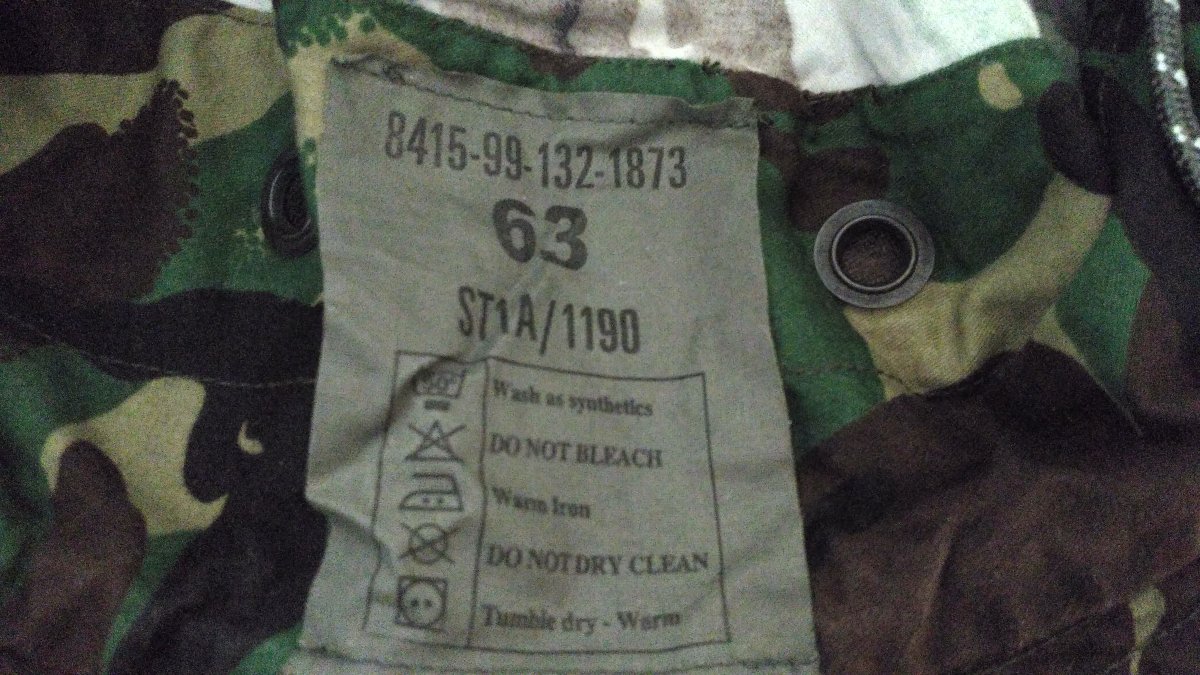 8415-99-132-1873
63
ST1A/1190
50°
Wash as synthetics
DO NOT BLEACH
Warm Iron
DO NOT DRY CLEAN
Tumble dry - Warm